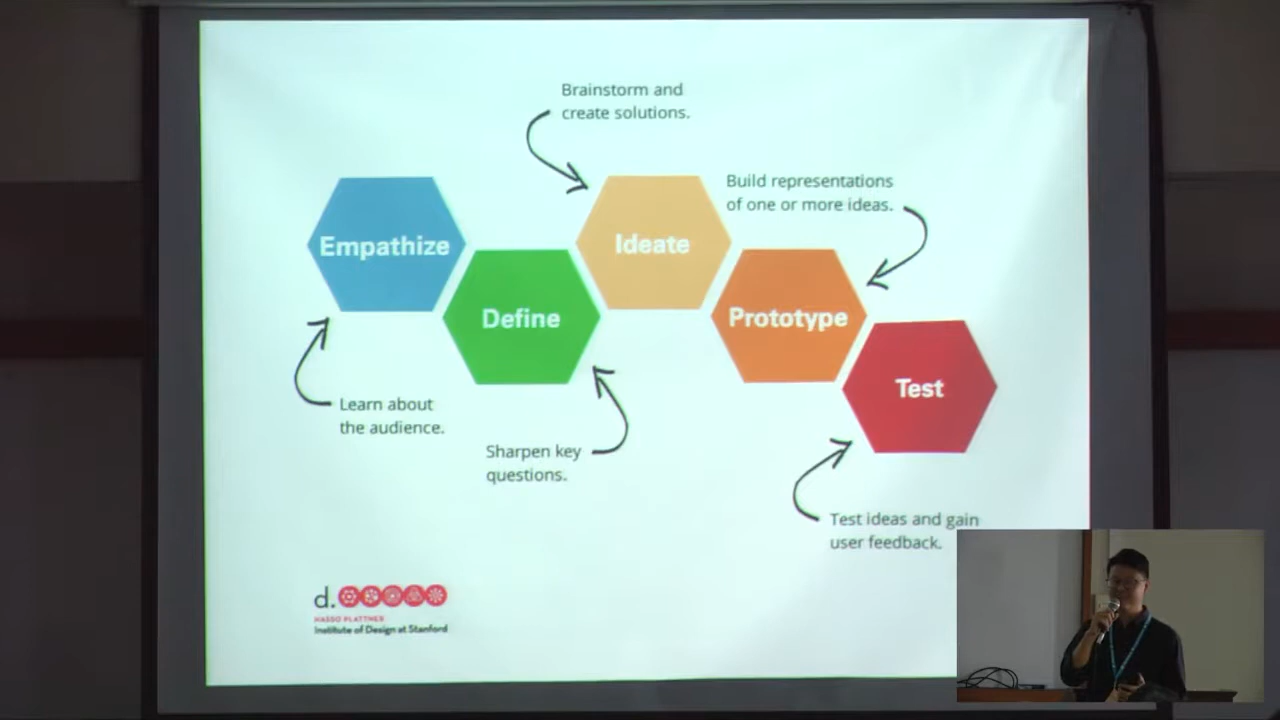 Brainstorm and
create solutions.
Build representations
of one or more ideas.
Empathize
Ideate
Define
Prototype
Test
Learn about
the audience.
Sharpen key
questions.
Test ideas and gain
user feedback.
d.
HASSO PLATTNER
Institute of Design at Stanford